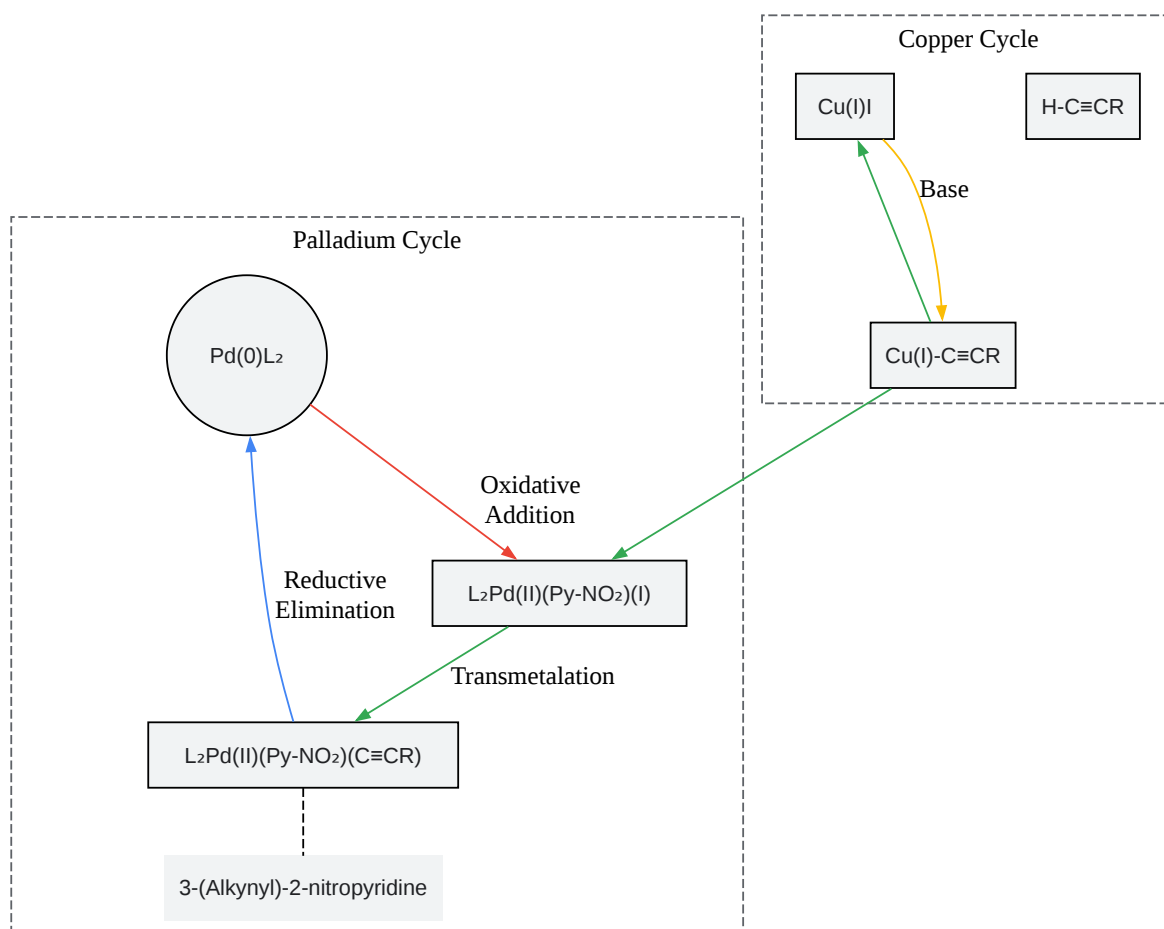 Copper Cycle
Cu(I)I
H-C≡CR
Base
Cu(I)-C≡CR
Palladium Cycle
Pd(0)L₂
Oxidative
Addition
L₂Pd(II)(Py-NO₂)(I)
Reductive
Elimination
Transmetalation
L₂Pd(II)(Py-NO₂)(C≡CR)
3-(Alkynyl)-2-nitropyridine